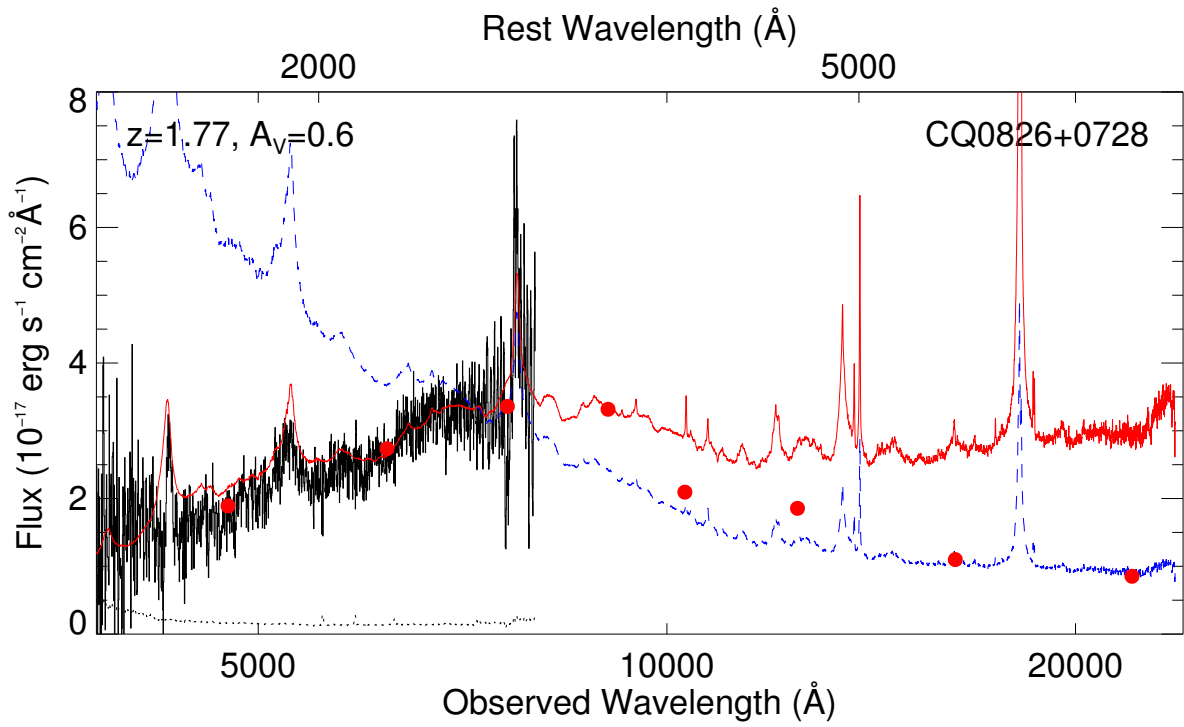 Rest Wavelength (Å)
2000 5000
8
z=1.77, A_V=0.6 CQ0826+0728
6
4
2
0
Flux (10⁻¹⁷ erg s⁻¹ cm⁻²Å⁻¹)
5000 10000 20000
Observed Wavelength (Å)